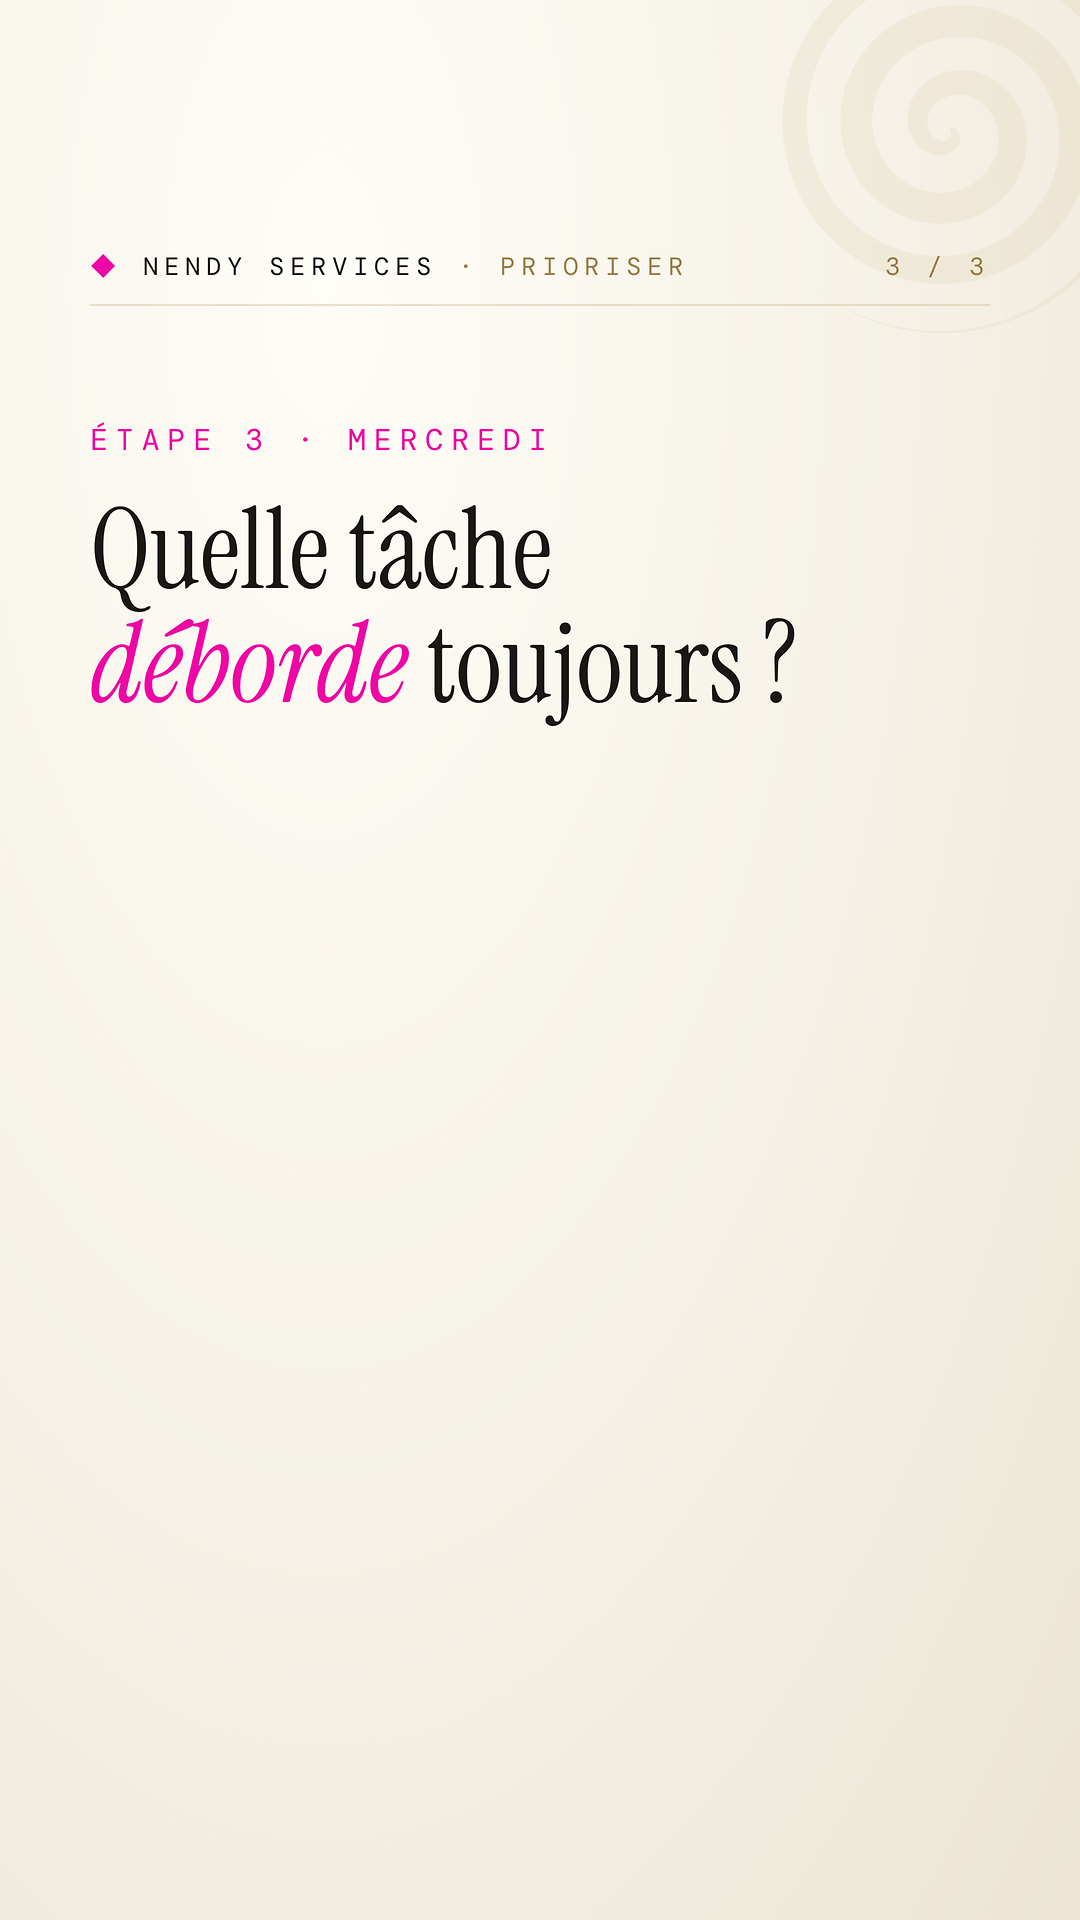 NENDY SERVICES · PRIORISER 3 / 3
ÉTAPE 3 · MERCREDI
Quelle tâche
déborde toujours ?